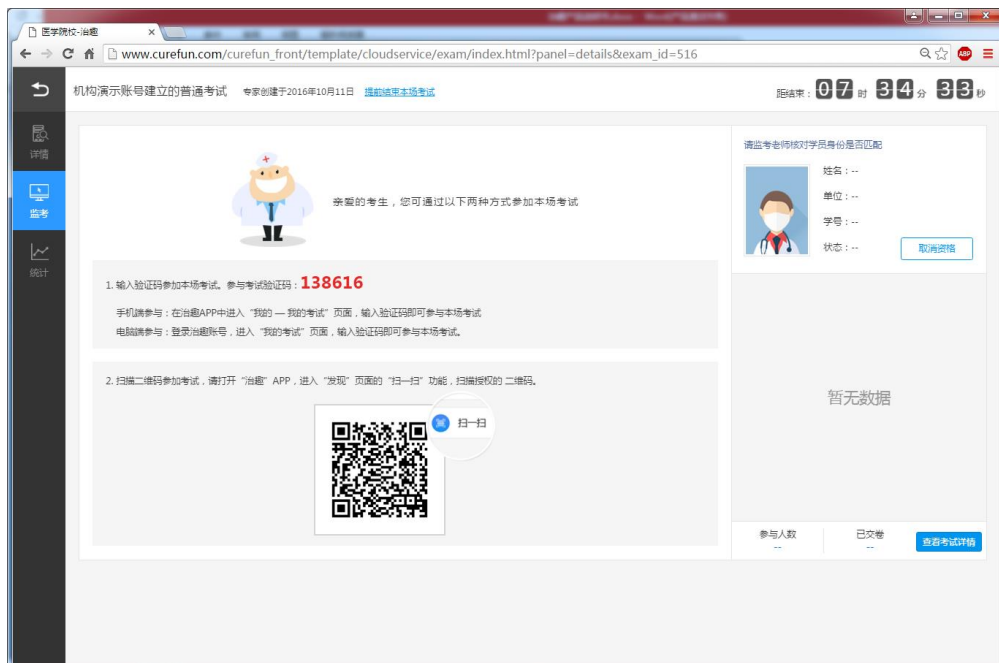 医学院校-治趣
www.curefun.com/curefun_front/template/cloudservice/exam/index.html?panel=details&exam_id=516
ABP
机构演示账号建立的普通考试 专家创建于2016年10月11日 提前结束本场考试
距结束：07时 34分 33秒
详情
监考
统计
亲爱的考生，您可通过以下两种方式参加本场考试
1. 输入验证码参加本场考试。参与考试验证码：138616
手机端参与：在治趣APP中进入“我的 — 我的考试”页面，输入验证码即可参与本场考试
电脑端参与：登录治趣账号，进入“我的考试”页面，输入验证码即可参与本场考试。
2. 扫描二维码参加考试，请打开“治趣”APP，进入“发现”页面的“扫一扫”功能，扫描授权的 二维码。
扫一扫
请监考老师核对学员身份是否匹配
姓名：--
单位：--
学号：--
状态：--
取消资格
暂无数据
参与人数 已交卷
-- --
查看考试详情